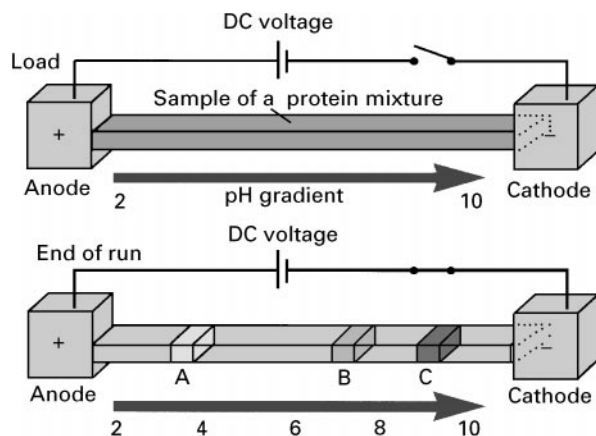 DC voltage
Load
Sample of a protein mixture
+
–
Anode
Cathode
2
pH gradient
10
DC voltage
End of run
+
–
Anode
A
B
C
Cathode
2 4 6 8 10